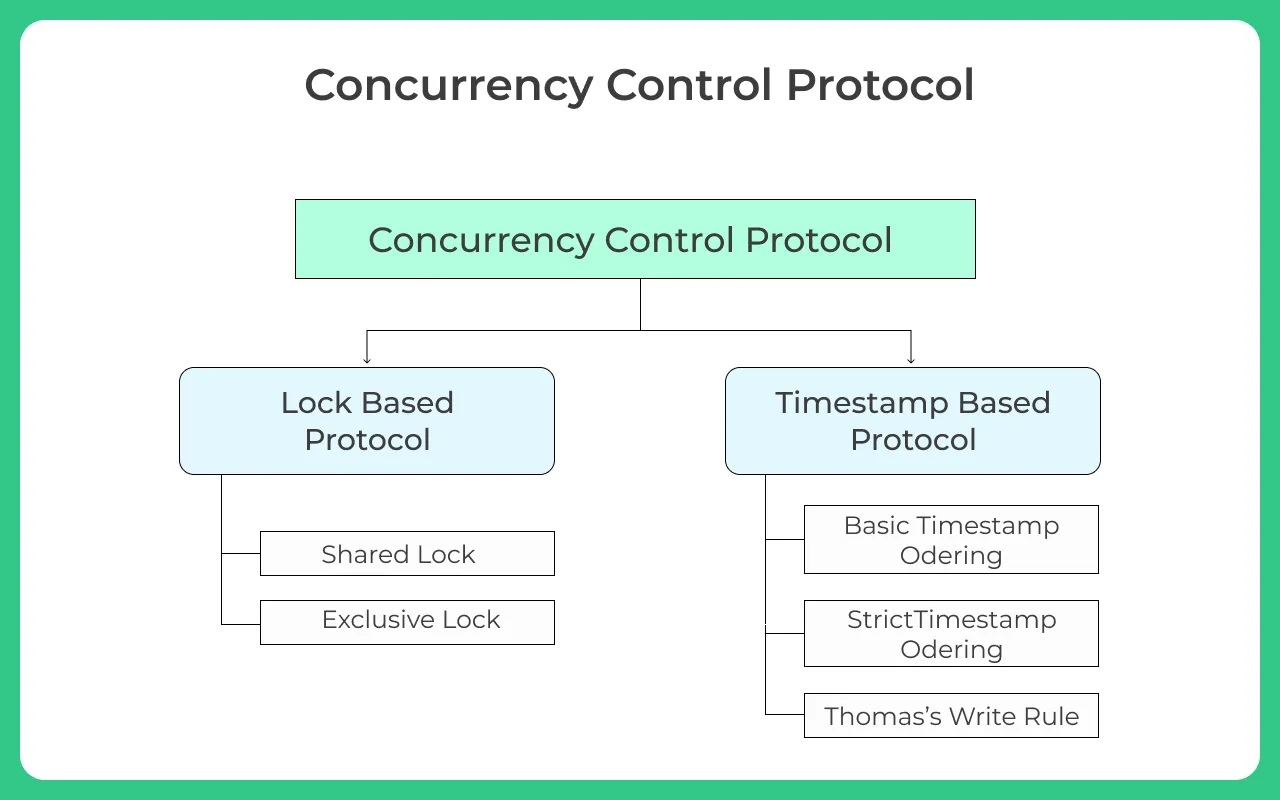 Concurrency Control Protocol
Concurrency Control Protocol
Lock Based
Protocol
Shared Lock
Exclusive Lock
Timestamp Based
Protocol
Basic Timestamp
Odering
StrictTimestamp
Odering
Thomas’s Write Rule